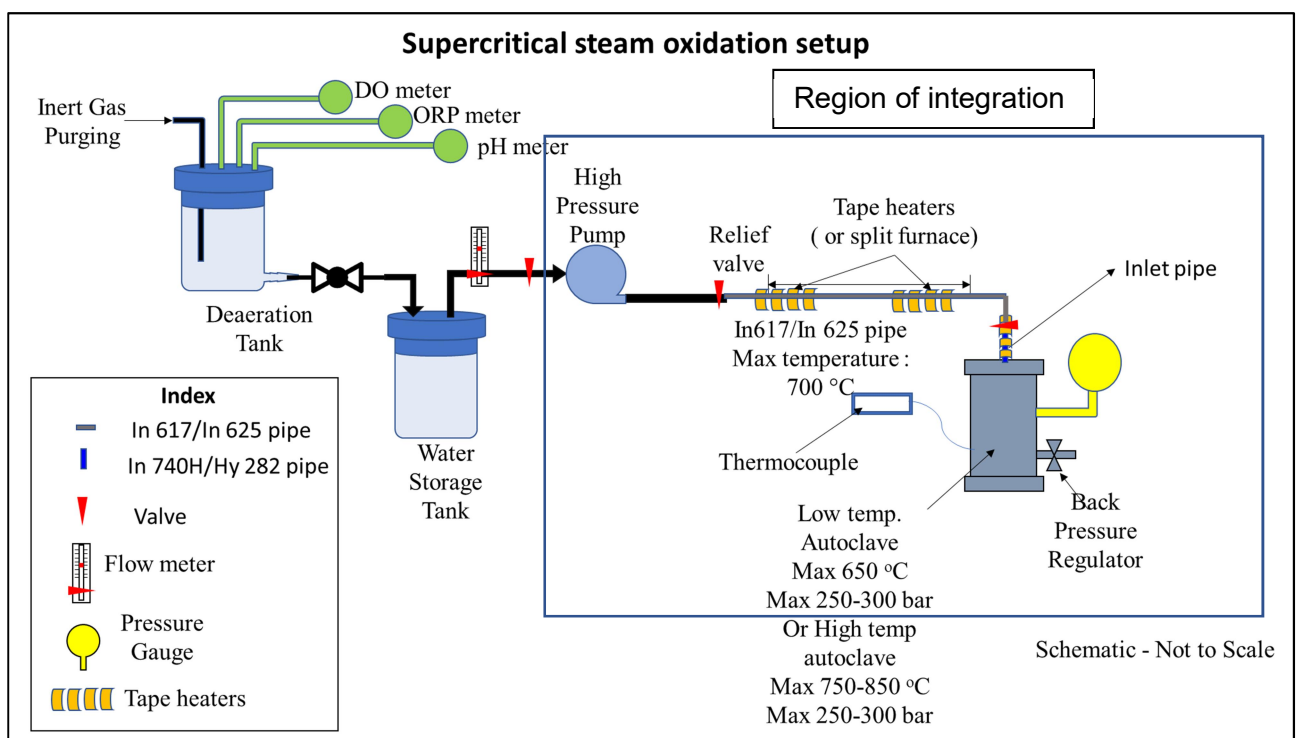 Supercritical steam oxidation setup
Inert Gas
Purging
DO meter
ORP meter
pH meter
Region of integration
High
Pressure
Pump
Relief
valve
Tape heaters
( or split furnace)
Inlet pipe
In617/In 625 pipe
Max temperature :
700 °C
Deaeration
Tank
Water
Storage
Tank
Thermocouple
Back
Pressure
Regulator
Low temp.
Autoclave
Max 650 °C
Max 250-300 bar
Or High temp
autoclave
Max 750-850 °C
Max 250-300 bar
Schematic - Not to Scale
Index
In 617/In 625 pipe
In 740H/Hy 282 pipe
Valve
Flow meter
Pressure
Gauge
Tape heaters